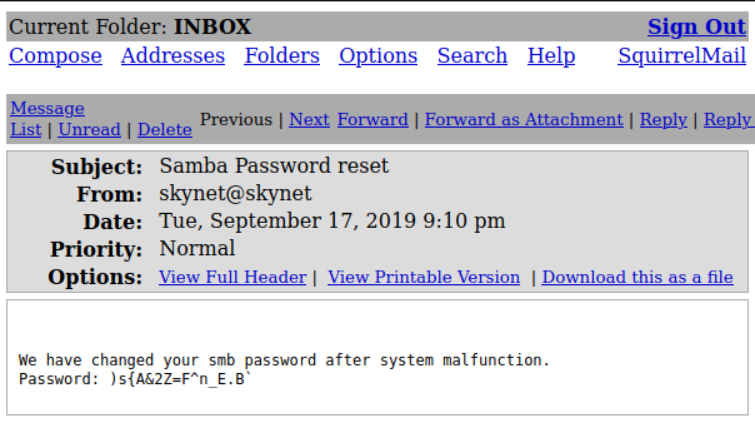 Current Folder: INBOX Sign Out
Compose Addresses Folders Options Search Help SquirrelMail
Message
List | Unread | Delete Previous | Next Forward | Forward as Attachment | Reply | Reply
Subject: Samba Password reset
From: skynet@skynet
Date: Tue, September 17, 2019 9:10 pm
Priority: Normal
Options: View Full Header | View Printable Version | Download this as a file
We have changed your smb password after system malfunction.
Password: )s{A&2Z=F^n_E.B`